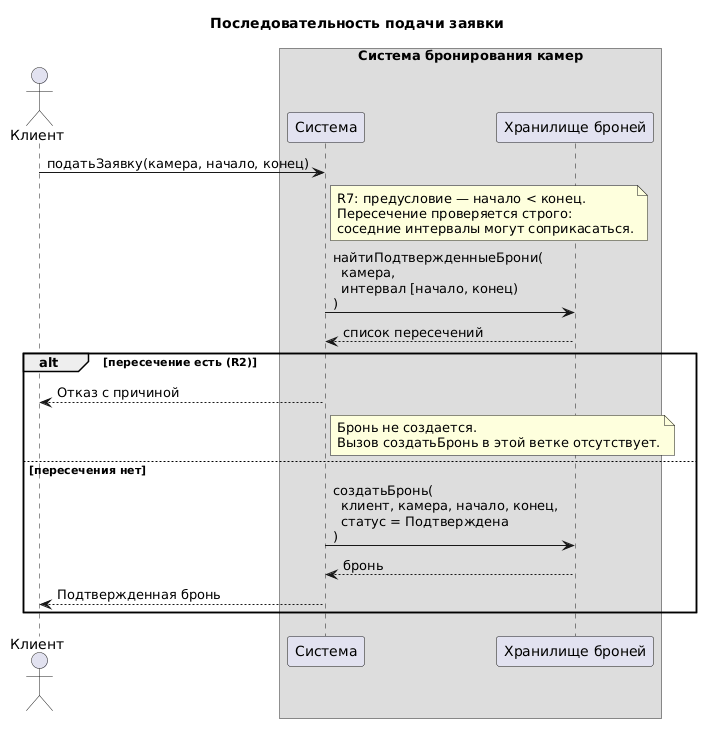 Последовательность подачи заявки
Система бронирования камер
Клиент
Система
Хранилище броней
податьЗаявку(камера, начало, конец)
R7: предусловие — начало < конец.
Пересечение проверяется строго:
соседние интервалы могут соприкасаться.
найтиПодтвержденныеБрони(
камера,
интервал [начало, конец)
)
список пересечений
alt
[пересечение есть (R2)]
Отказ с причиной
Бронь не создается.
Вызов создатьБронь в этой ветке отсутствует.
[пересечения нет]
создатьБронь(
клиент, камера, начало, конец,
статус = Подтверждена
)
бронь
Подтвержденная бронь
Клиент
Система
Хранилище броней